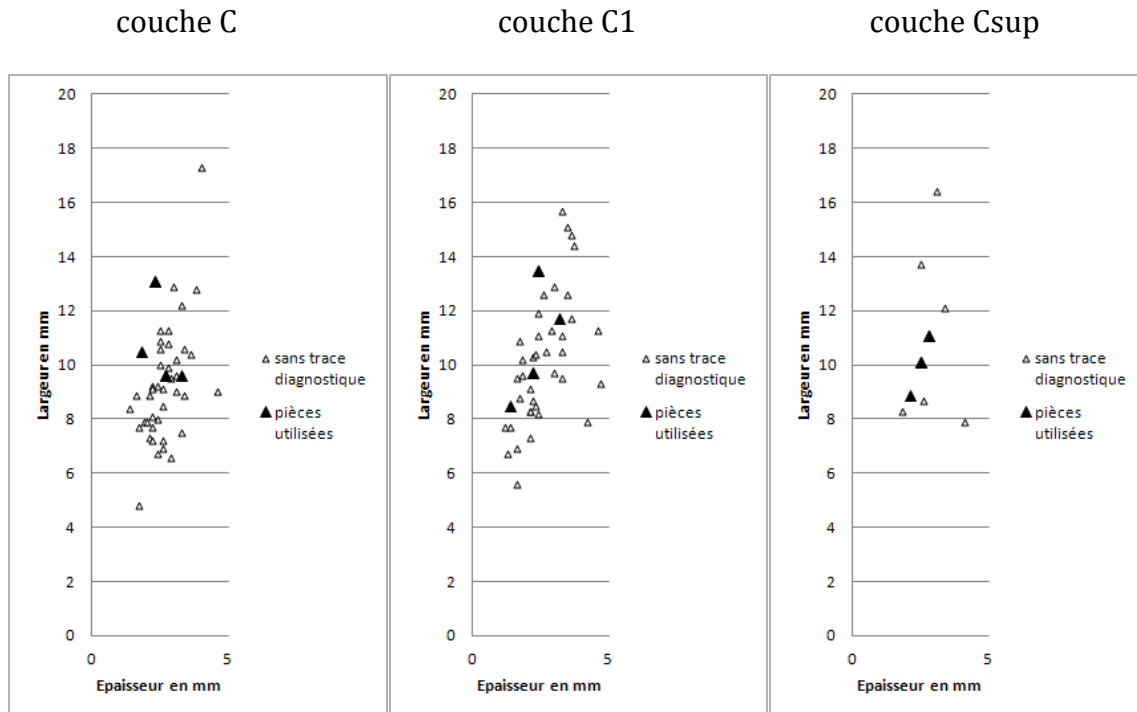 couche C
couche C1
couche Csup
20
18
16
14
12
10
8
6
4
2
0
0
5
Largeur en mm
Epaisseur en mm
sans trace
diagnostique
pièces
utilisées
20
18
16
14
12
10
8
6
4
2
0
0
5
Largeur en mm
Epaisseur en mm
sans trace
diagnostique
pièces
utilisées
20
18
16
14
12
10
8
6
4
2
0
0
5
Largeur en mm
Epaisseur en mm
sans trace
diagnostique
pièces
utilisées